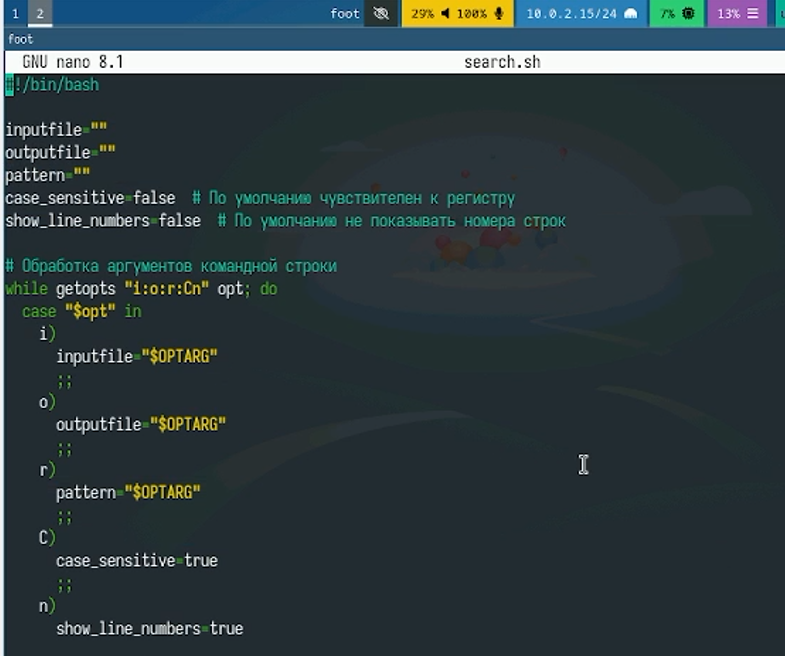 1 2 foot 29% 100% 10.0.2.15/24 7% 13%
foot
GNU nano 8.1 search.sh
#!/bin/bash
inputfile=""
outputfile=""
pattern=""
case_sensitive=false # По умолчанию чувствителен к регистру
show_line_numbers=false # По умолчанию не показывать номера строк
# Обработка аргументов командной строки
while getopts "i:o:r:Cn" opt; do
case "$opt" in
i)
inputfile="$OPTARG"
;;
o)
outputfile="$OPTARG"
;;
r)
pattern="$OPTARG"
;;
C)
case_sensitive=true
;;
n)
show_line_numbers=true